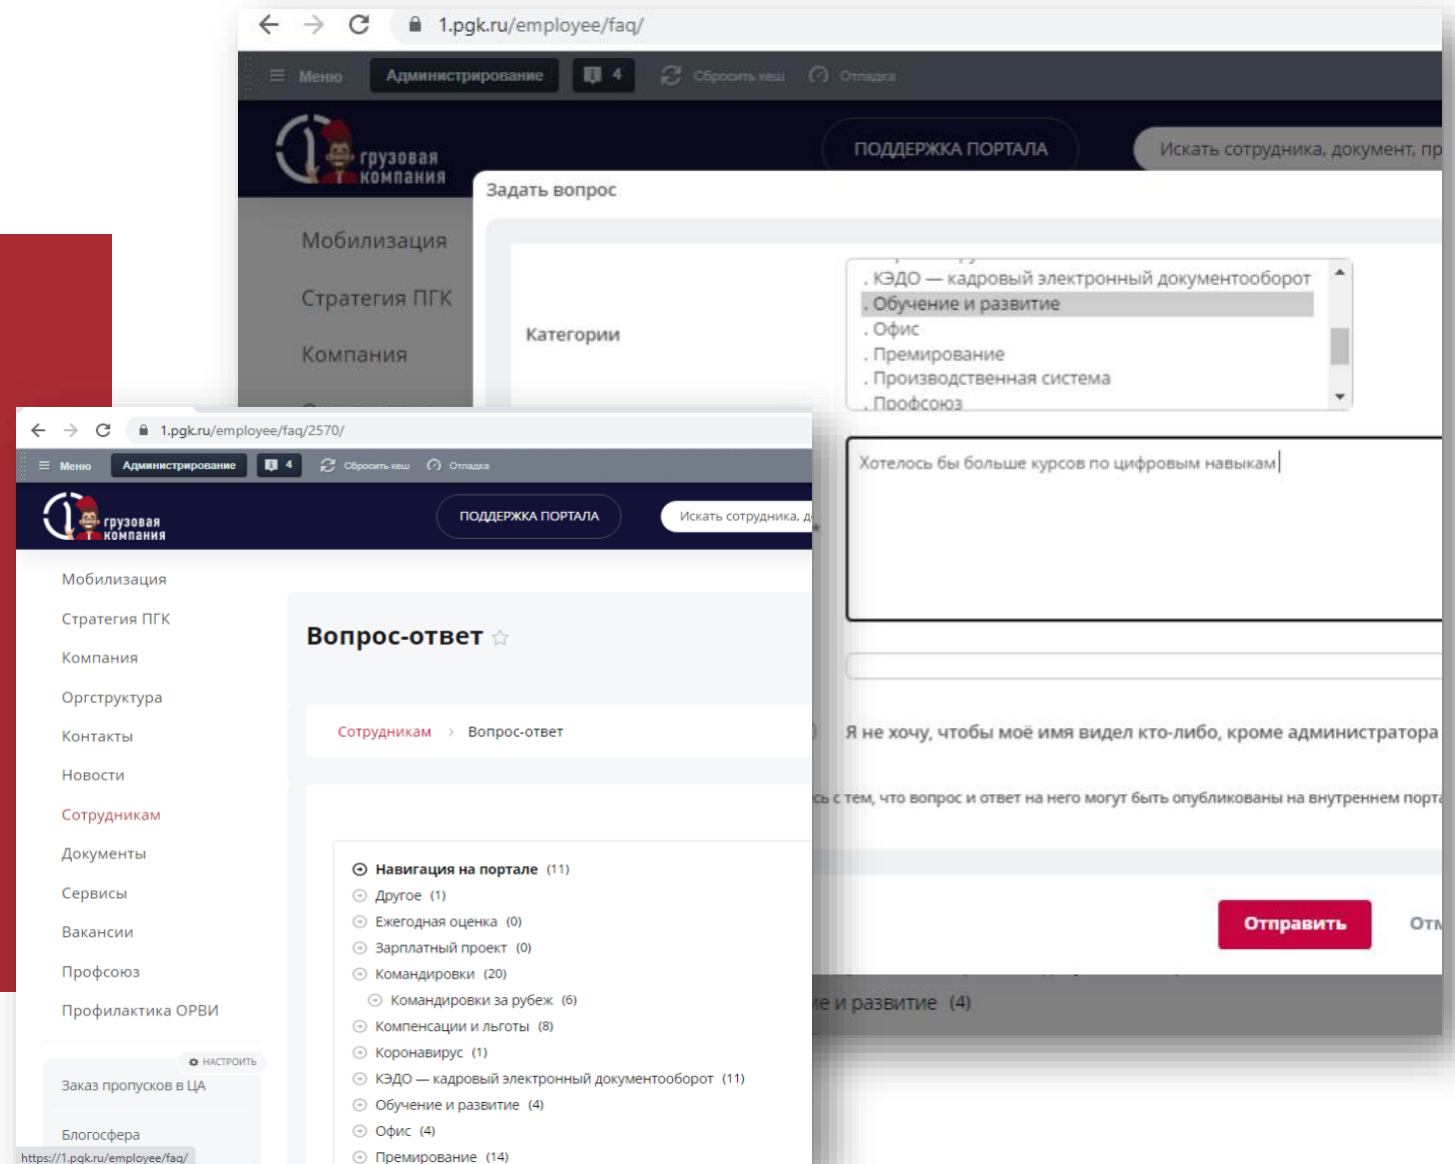 1.pgk.ru/employee/faq/
Меню Администрирование 4 Сбросить кеш Отладка
грузовая
компания
ПОДДЕРЖКА ПОРТАЛА
Искать сотрудника, документ, пр
Задать вопрос
Мобилизация
Стратегия ПГК
Компания
Категории
. КЭДО — кадровый электронный документооборот
. Обучение и развитие
. Офис
. Премирование
. Производственная система
. Профсоюз
Хотелось бы больше курсов по цифровым навыкам
Я не хочу, чтобы моё имя видел кто-либо, кроме администратора
сь с тем, что вопрос и ответ на него могут быть опубликованы на внутреннем порта
Отправить Отм
ие и развитие (4)
1.pgk.ru/employee/faq/2570/
Меню Администрирование 4 Сбросить кеш Отладка
грузовая
компания
ПОДДЕРЖКА ПОРТАЛА
Искать сотрудника, д
Мобилизация
Стратегия ПГК
Компания
Оргструктура
Контакты
Новости
Сотрудникам
Документы
Сервисы
Вакансии
Профсоюз
Профилактика ОРВИ
НАСТРОИТЬ
Заказ пропусков в ЦА
Блогосфера
https://1.pgk.ru/employee/faq/
Вопрос-ответ
Сотрудникам > Вопрос-ответ
Навигация на портале (11)
Другое (1)
Ежегодная оценка (0)
Зарплатный проект (0)
Командировки (20)
Командировки за рубеж (6)
Компенсации и льготы (8)
Коронавирус (1)
КЭДО — кадровый электронный документооборот (11)
Обучение и развитие (4)
Офис (4)
Премирование (14)